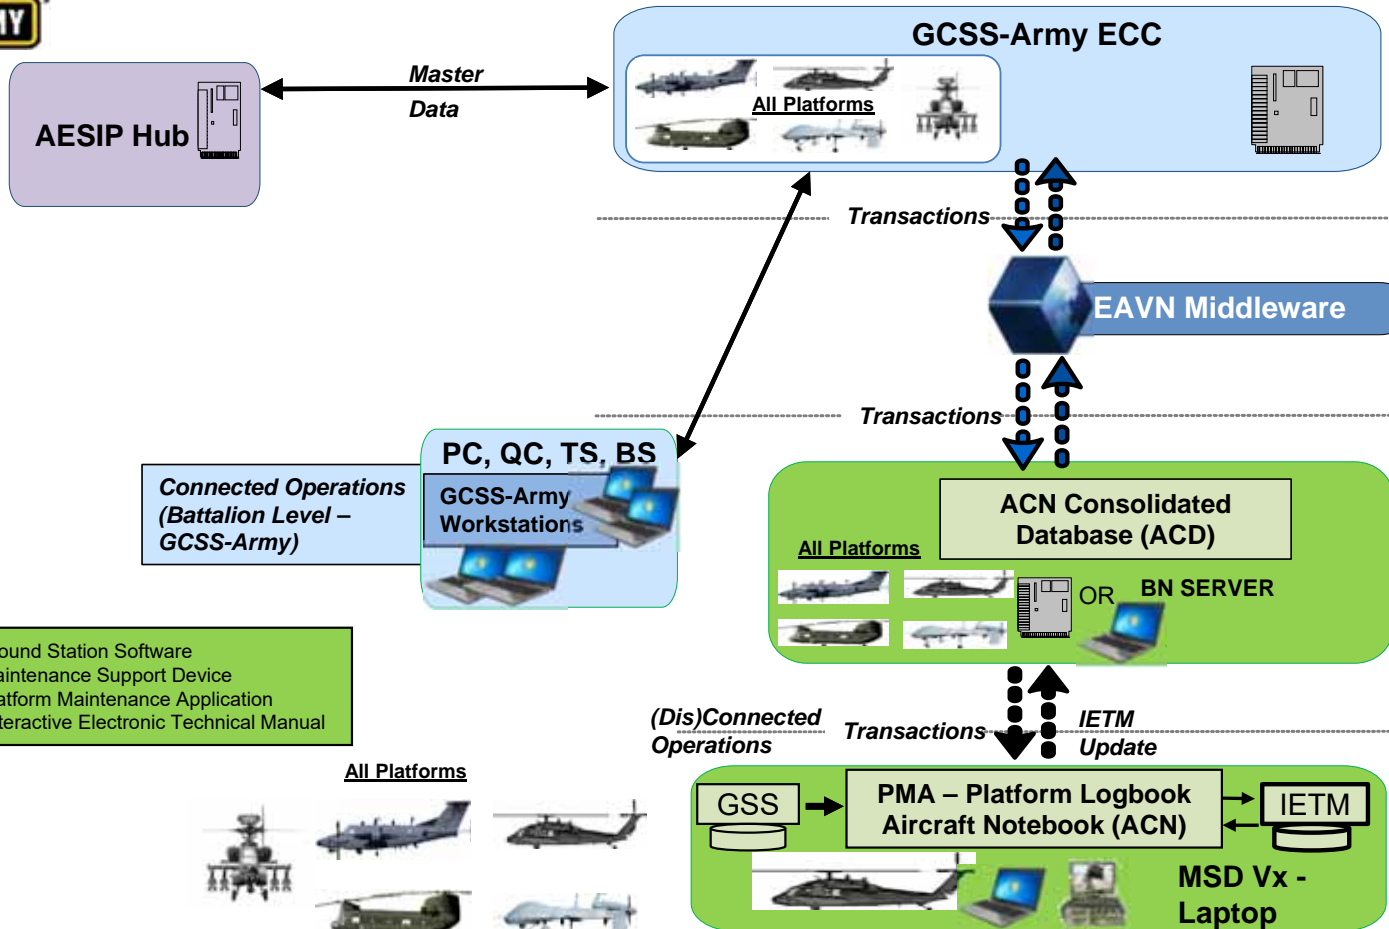 MY
GCSS-Army ECC
Master
Data
All Platforms
AESIP Hub
Transactions
EAVN Middleware
Transactions
PC, QC, TS, BS
Connected Operations
(Battalion Level –
GCSS-Army)
GCSS-Army
Workstations
ACN Consolidated
Database (ACD)
All Platforms
OR
BN SERVER
ound Station Software
aintenance Support Device
atform Maintenance Application
teractive Electronic Technical Manual
(Dis)Connected
Operations
Transactions
IETM
Update
All Platforms
GSS
PMA – Platform Logbook
Aircraft Notebook (ACN)
IETM
MSD Vx -
Laptop